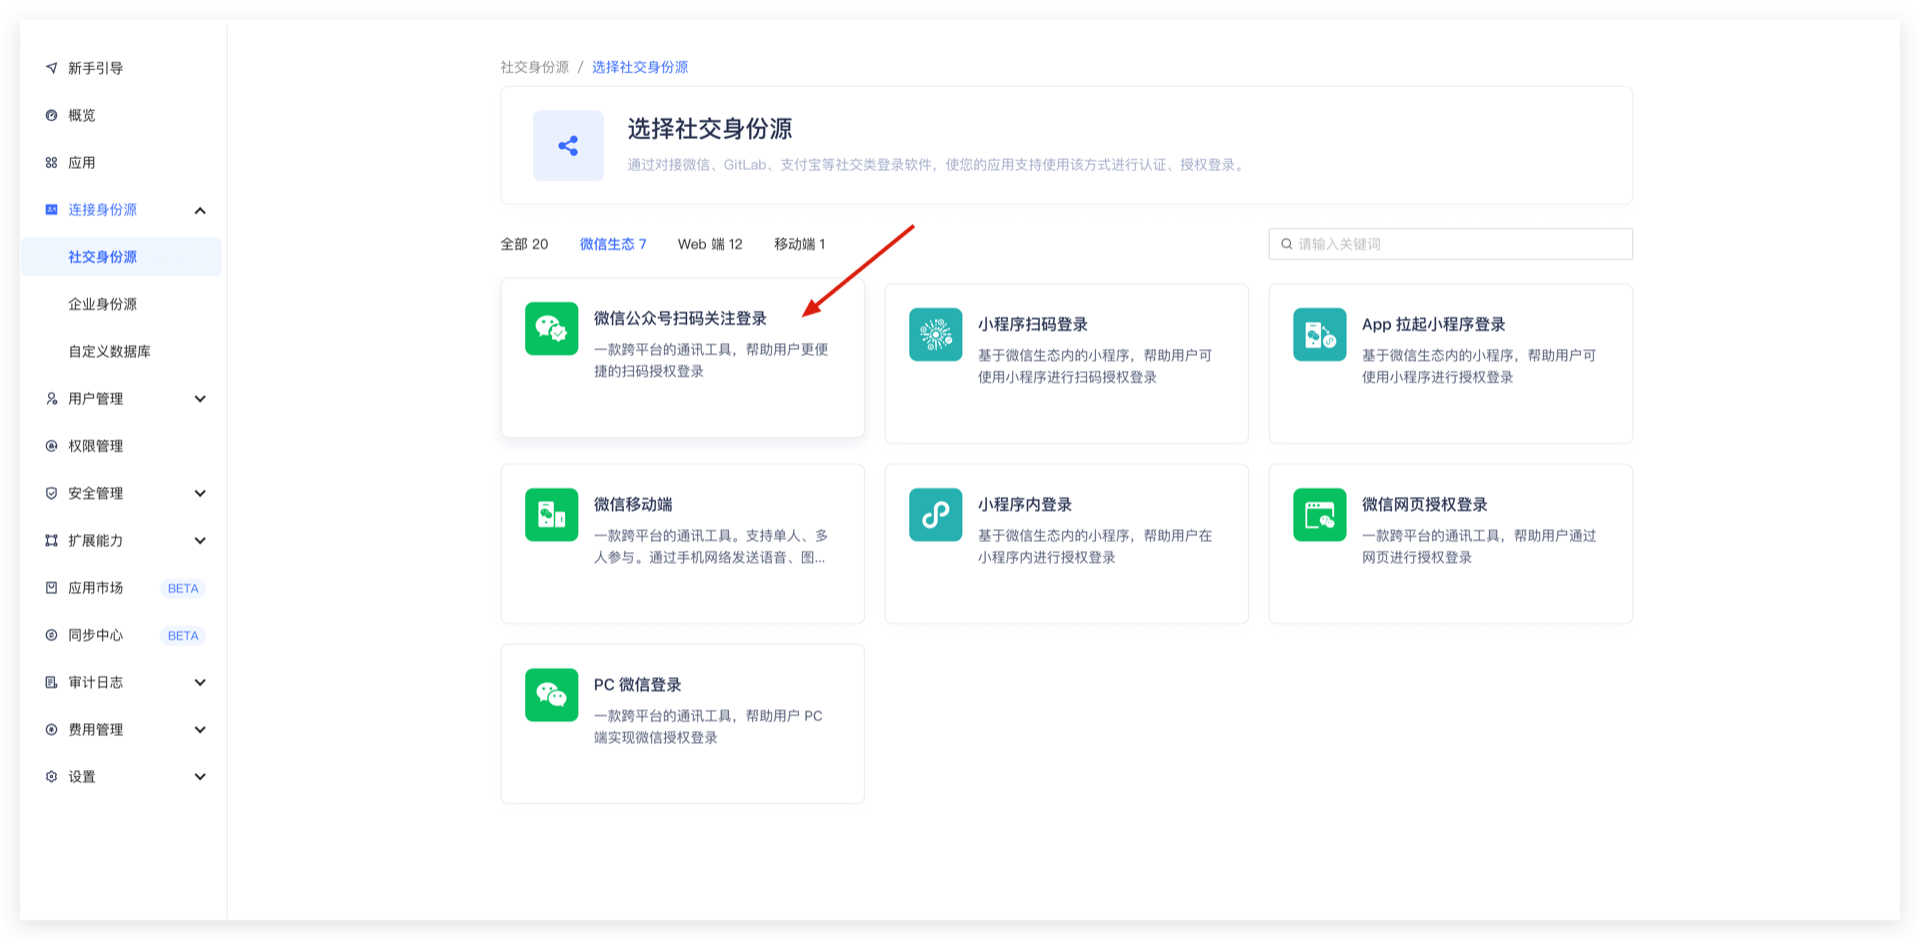 新手引导
概览
应用
连接身份源
社交身份源
企业身份源
自定义数据库
用户管理
权限管理
安全管理
扩展能力
应用市场 BETA
同步中心 BETA
审计日志
费用管理
设置
社交身份源 / 选择社交身份源
选择社交身份源
通过对接微信、GitLab、支付宝等社交类登录软件，使您的应用支持使用该方式进行认证、授权登录。
全部 20 微信生态 7 Web 端 12 移动端 1
请输入关键词
微信公众号扫码关注登录
一款跨平台的通讯工具，帮助用户更便
捷的扫码授权登录
小程序扫码登录
基于微信生态内的小程序，帮助用户可
使用小程序进行扫码授权登录
App 拉起小程序登录
基于微信生态内的小程序，帮助用户可
使用小程序进行授权登录
微信移动端
一款跨平台的通讯工具。支持单人、多
人参与。通过手机网络发送语音、图...
小程序内登录
基于微信生态内的小程序，帮助用户在
小程序内进行授权登录
微信网页授权登录
一款跨平台的通讯工具，帮助用户通过
网页进行授权登录
PC 微信登录
一款跨平台的通讯工具，帮助用户 PC
端实现微信授权登录